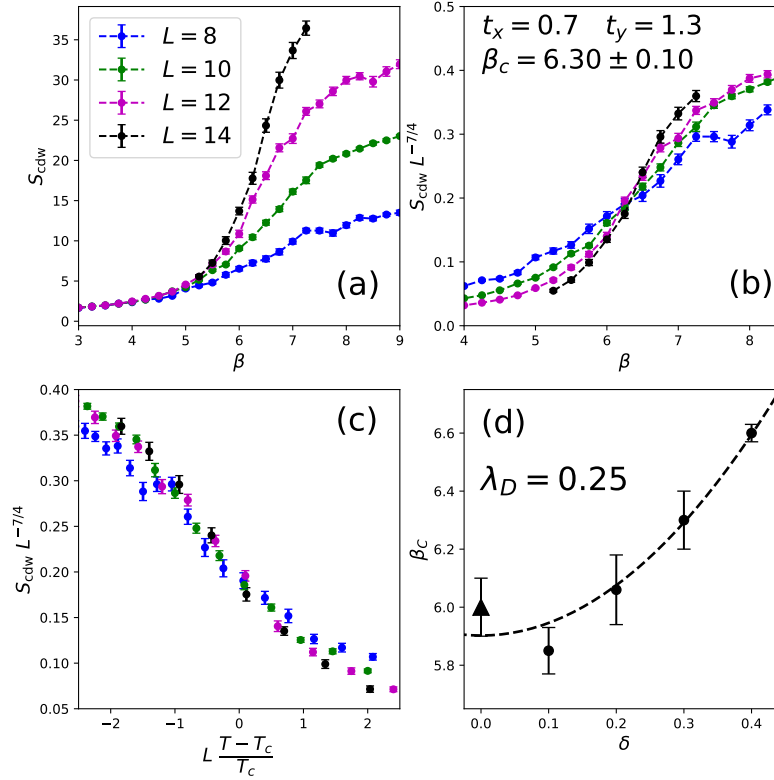 35
30
25
20
15
10
5
0
S_cdw
L = 8
L = 10
L = 12
L = 14
(a)
3 4 5 6 7 8 9
β
0.5
0.4
0.3
0.2
0.1
0.0
S_cdw L^{-7/4}
t_x = 0.7 t_y = 1.3
β_c = 6.30 ± 0.10
(b)
4 5 6 7 8
β
0.40
0.35
0.30
0.25
0.20
0.15
0.10
0.05
S_cdw L^{-7/4}
(c)
−2 −1 0 1 2
L (T − T_c)/T_c
6.6
6.4
6.2
6.0
5.8
β_C
(d)
λ_D = 0.25
0.0 0.1 0.2 0.3 0.4
δ